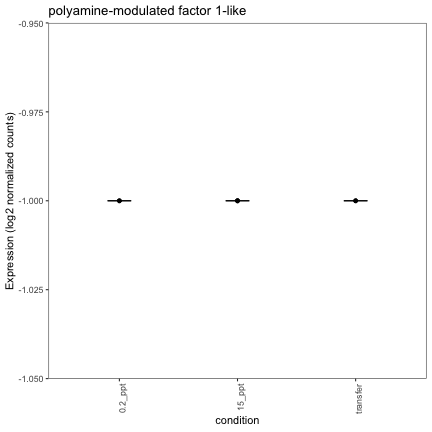 polyamine-modulated factor 1-like
-0.950
-0.975
-1.000
-1.025
-1.050
Expression (log2 normalized counts)
0.2_ppt
15_ppt
transfer
condition